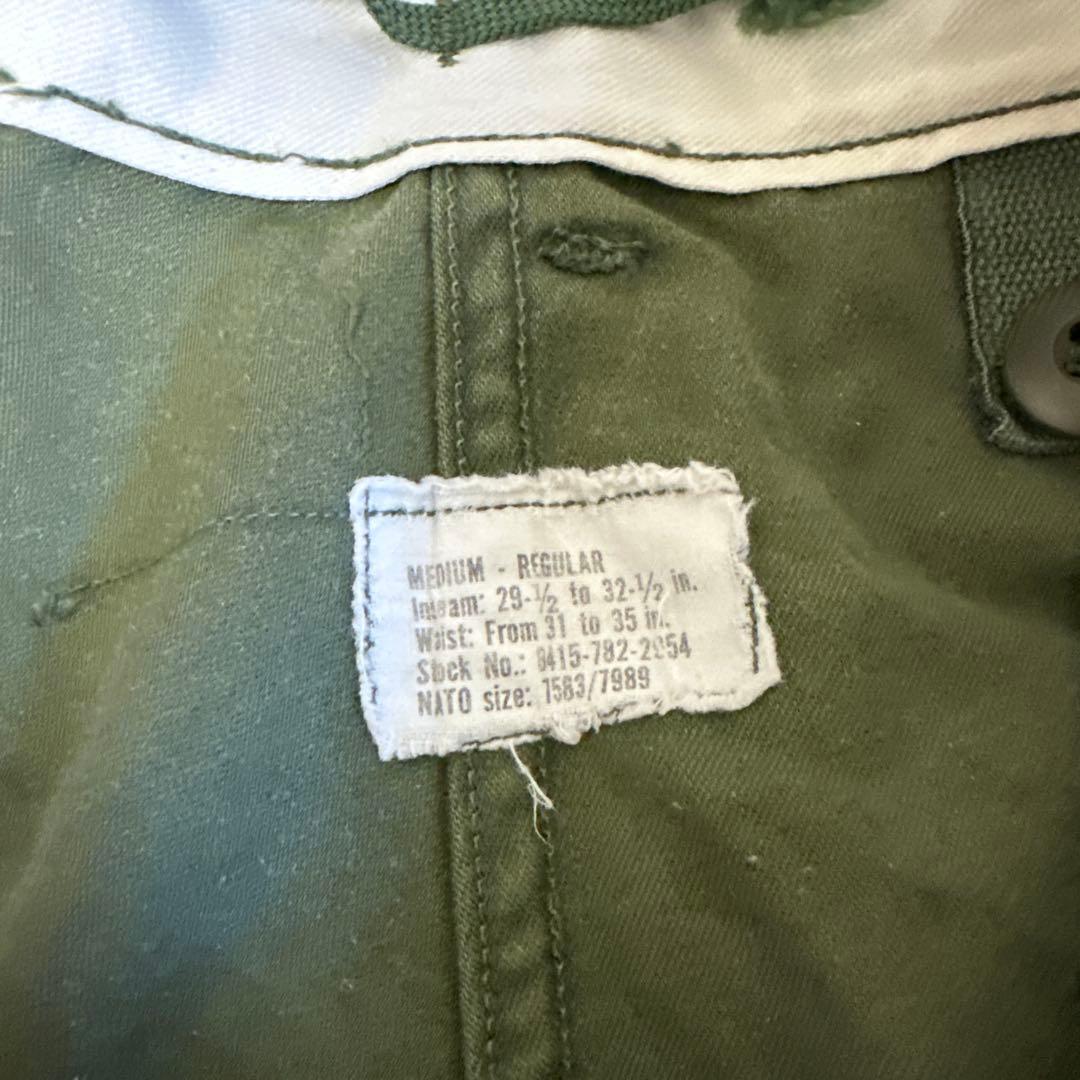 MEDIUM - REGULAR
Inseam: 29-½ to 32-½ in.
Waist: From 31 to 35 in.
Stock No.: 8415-782-2954
NATO size: 7583/7989